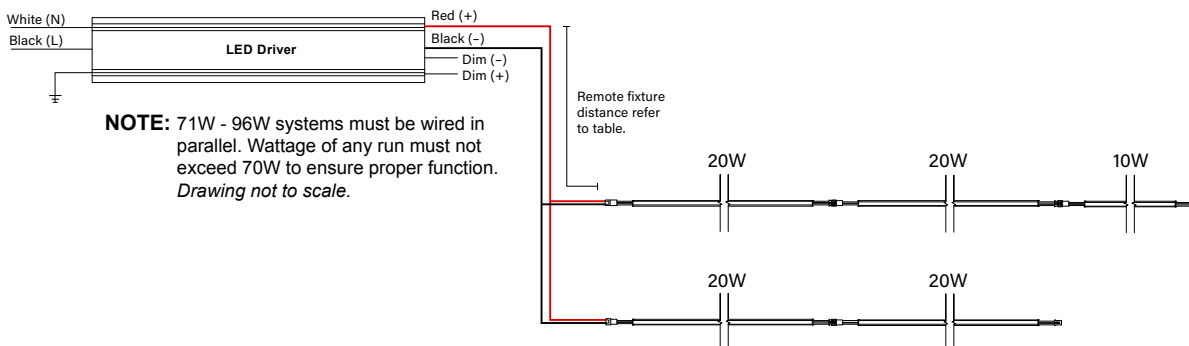 White (N)
Black (L)
LED Driver
Red (+)
Black (–)
Dim (–)
Dim (+)
NOTE: 71W - 96W systems must be wired in
parallel. Wattage of any run must not
exceed 70W to ensure proper function.
Drawing not to scale.
Remote fixture
distance refer
to table.
20W 20W 10W
20W 20W